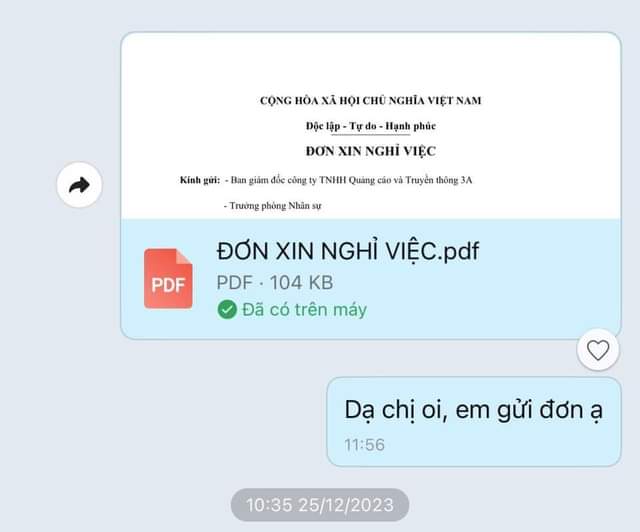 CỘNG HÒA XÃ HỘI CHỦ NGHĨA VIỆT NAM
Độc lập - Tự do - Hạnh phúc
ĐƠN XIN NGHỈ VIỆC
Kính gửi: - Ban giám đốc công ty TNHH Quảng cáo và Truyền thông 3A
- Trưởng phòng Nhân sự
PDF
ĐƠN XIN NGHỈ VIỆC.pdf
PDF · 104 KB
Đã có trên máy
Dạ chị oi, em gửi đơn ạ
11:56
10:35 25/12/2023